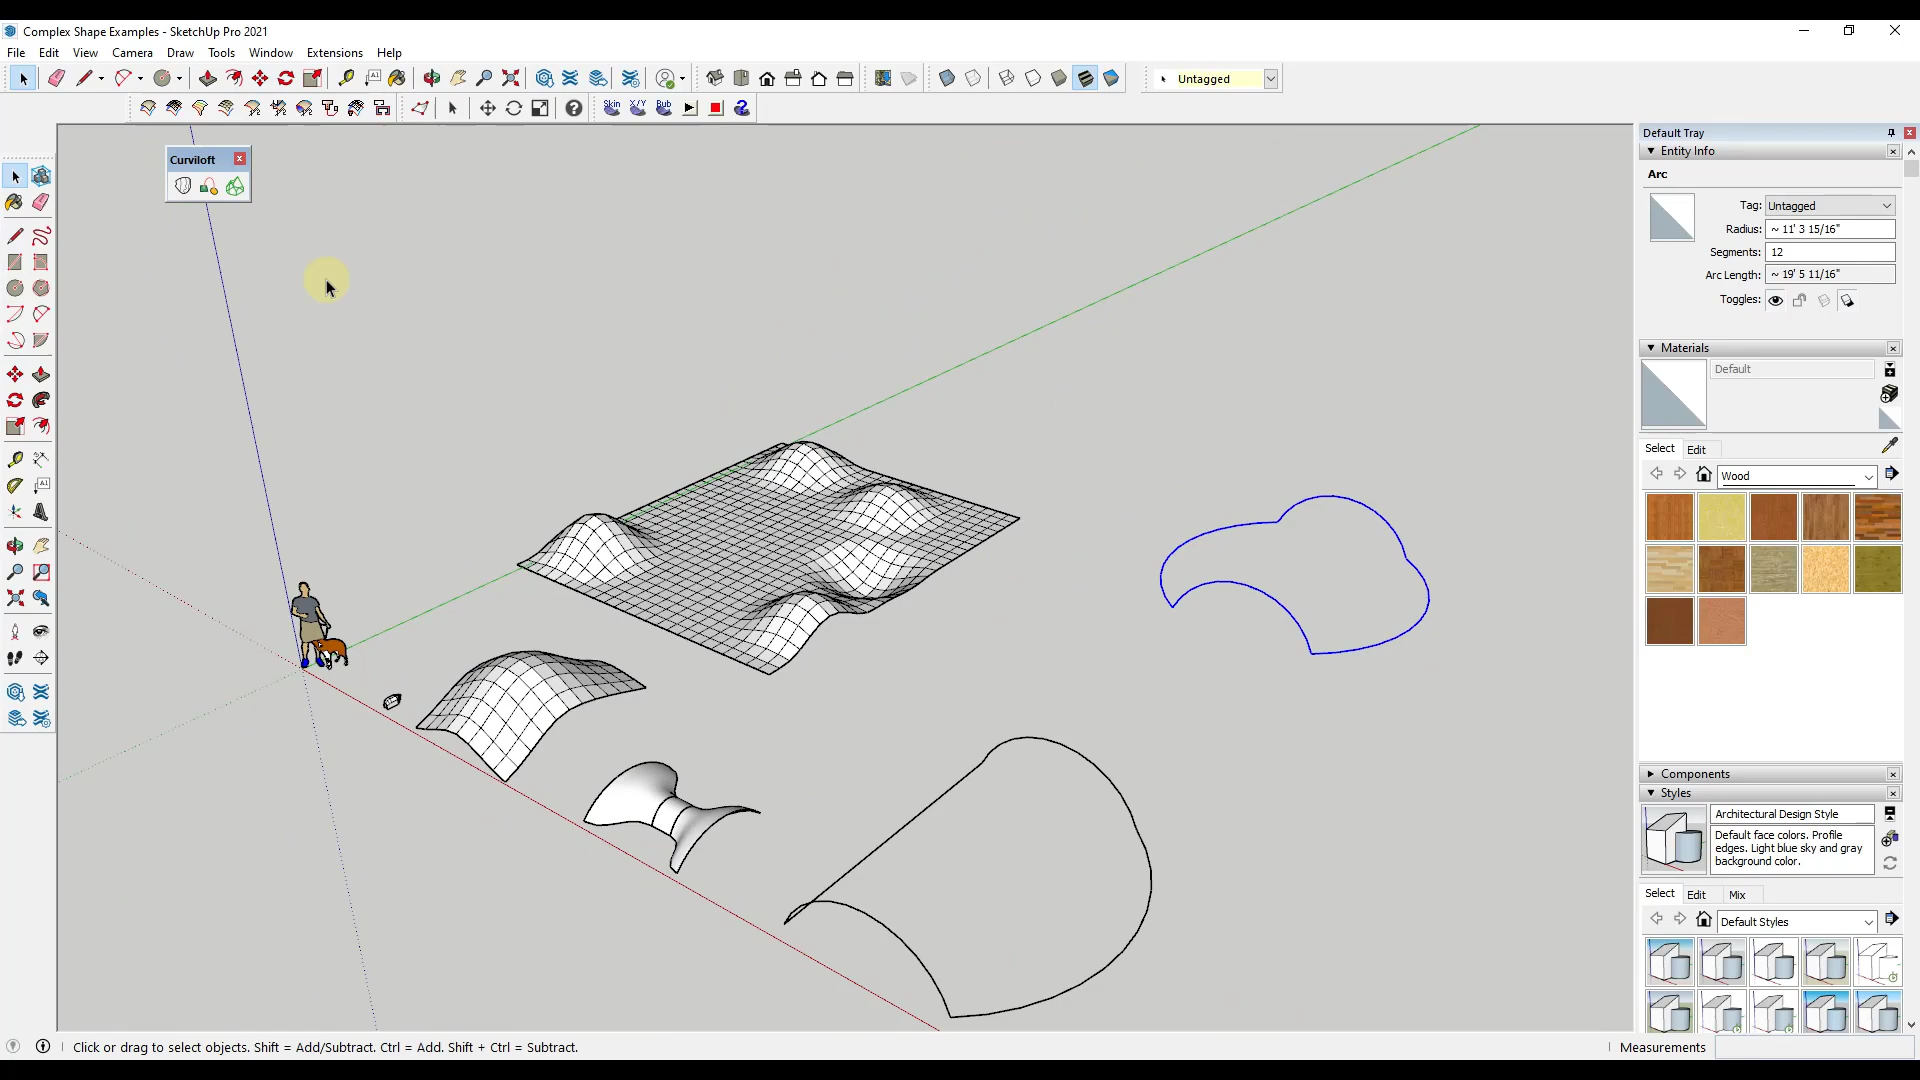 Complex Shape Examples - SketchUp Pro 2021
File Edit View Camera Draw Tools Window Extensions Help
Untagged
Skin X/Y Bub
Default Tray
Entity Info
Curviloft
Arc
Tag: Untagged
Radius: ~ 11' 3 15/16"
Segments: 12
Arc Length: ~ 19' 5 11/16"
Toggles:
Materials
Default
Select Edit
Wood
Components
Styles
Architectural Design Style
Default face colors. Profile
edges. Light blue sky and gray
background color.
Select Edit Mix
Default Styles
Click or drag to select objects. Shift = Add/Subtract. Ctrl = Add. Shift + Ctrl = Subtract.
Measurements